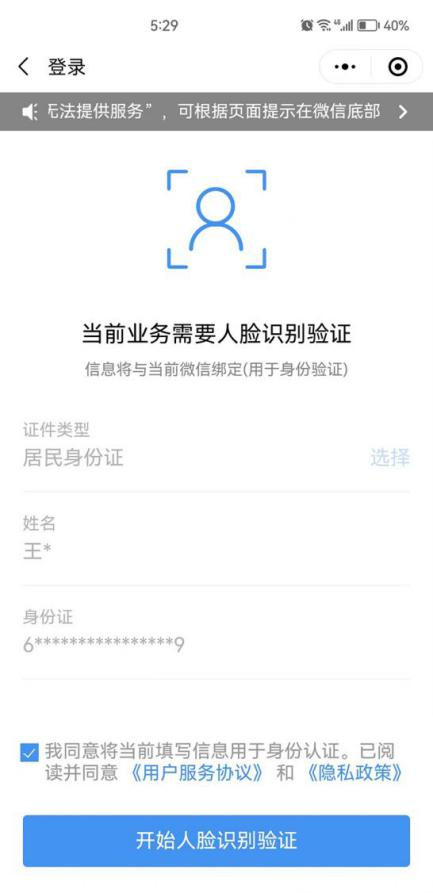 5:29
40%
登录
无法提供服务”，可根据页面提示在微信底部
当前业务需要人脸识别验证
信息将与当前微信绑定(用于身份验证)
证件类型
居民身份证
选择
姓名
王*
身份证
6****************9
我同意将当前填写信息用于身份认证。已阅
读并同意《用户服务协议》和《隐私政策》
开始人脸识别验证